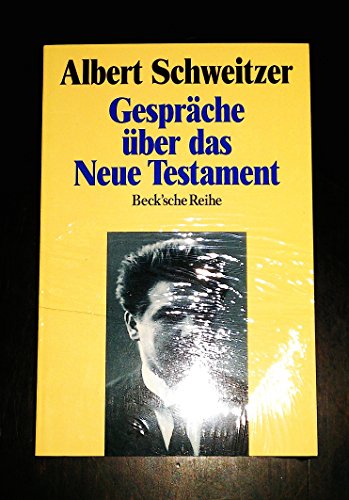 Albert Schweitzer
Gespräche
über das
Neue Testament
Beck'sche Reihe